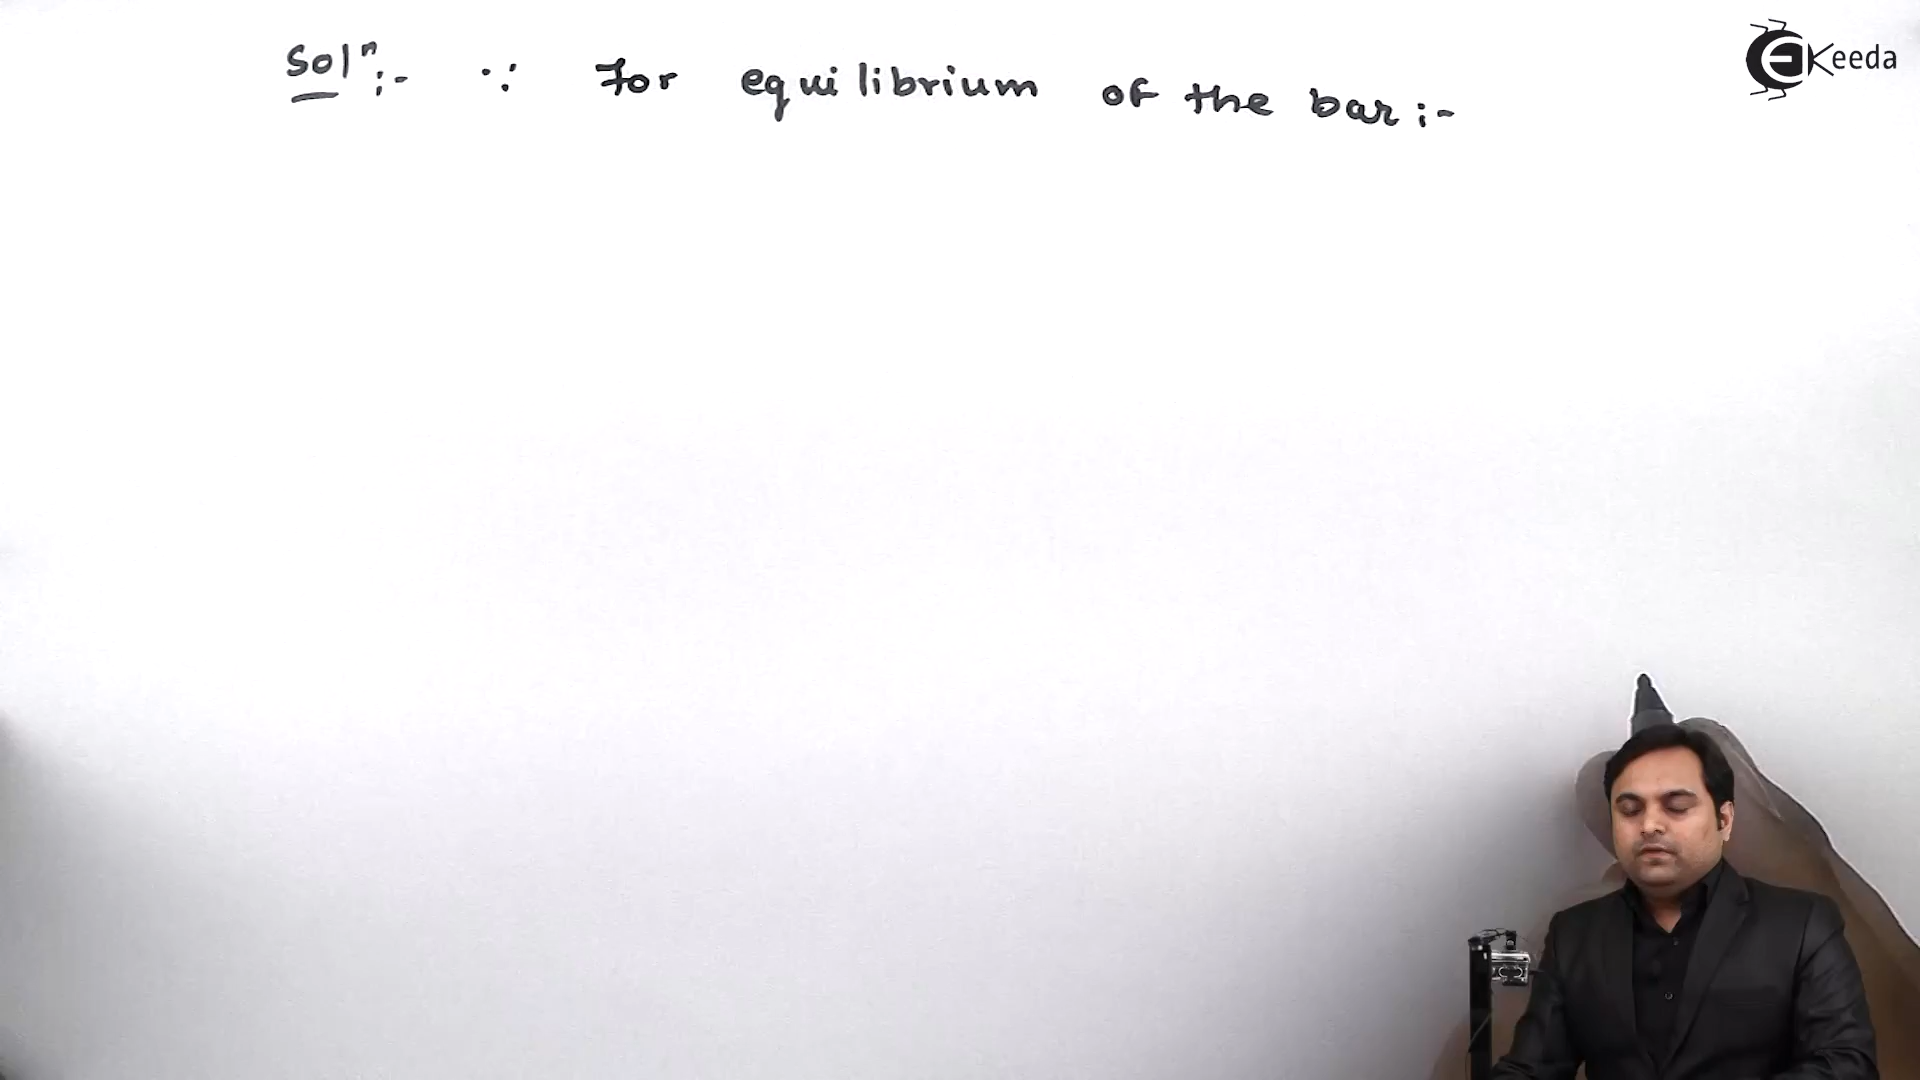 Solⁿ:- ∵ For equilibrium of the bar:-
EKeeda